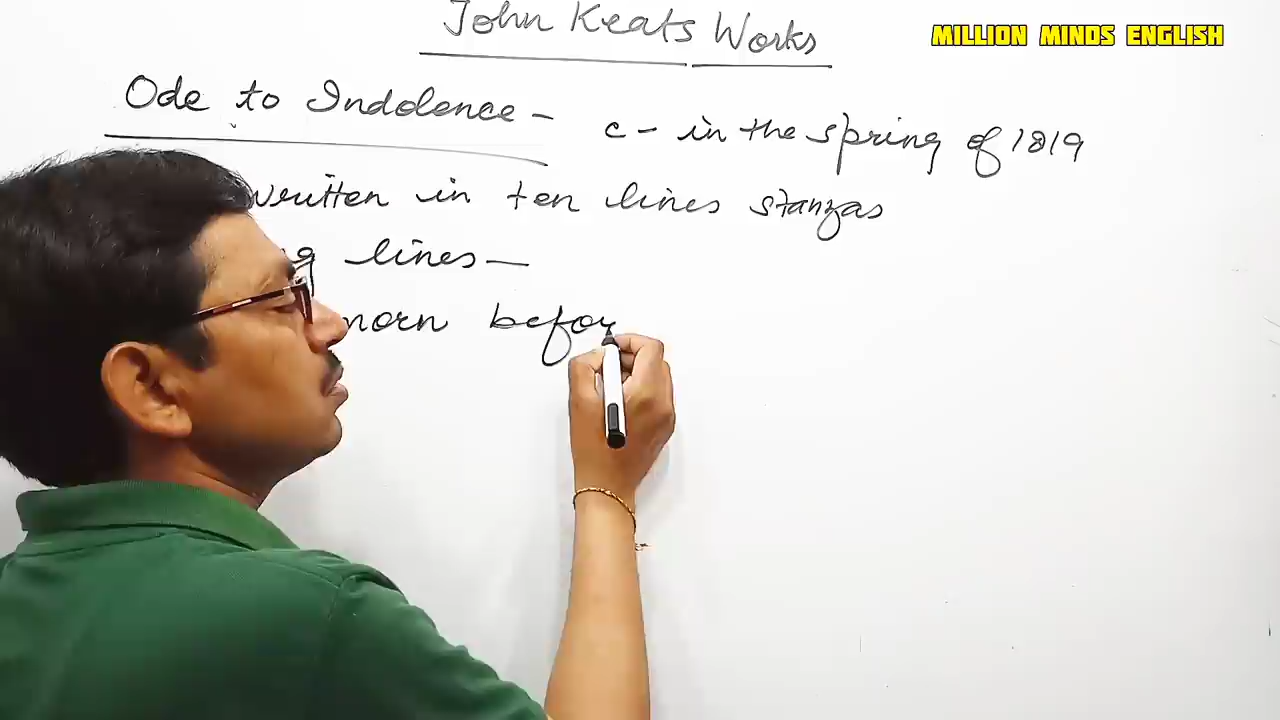 John Keats Works
MILLION MINDS ENGLISH
Ode to Indolence -
c - in the spring of 1819
written in ten lines stanzas
lines —
morn befor